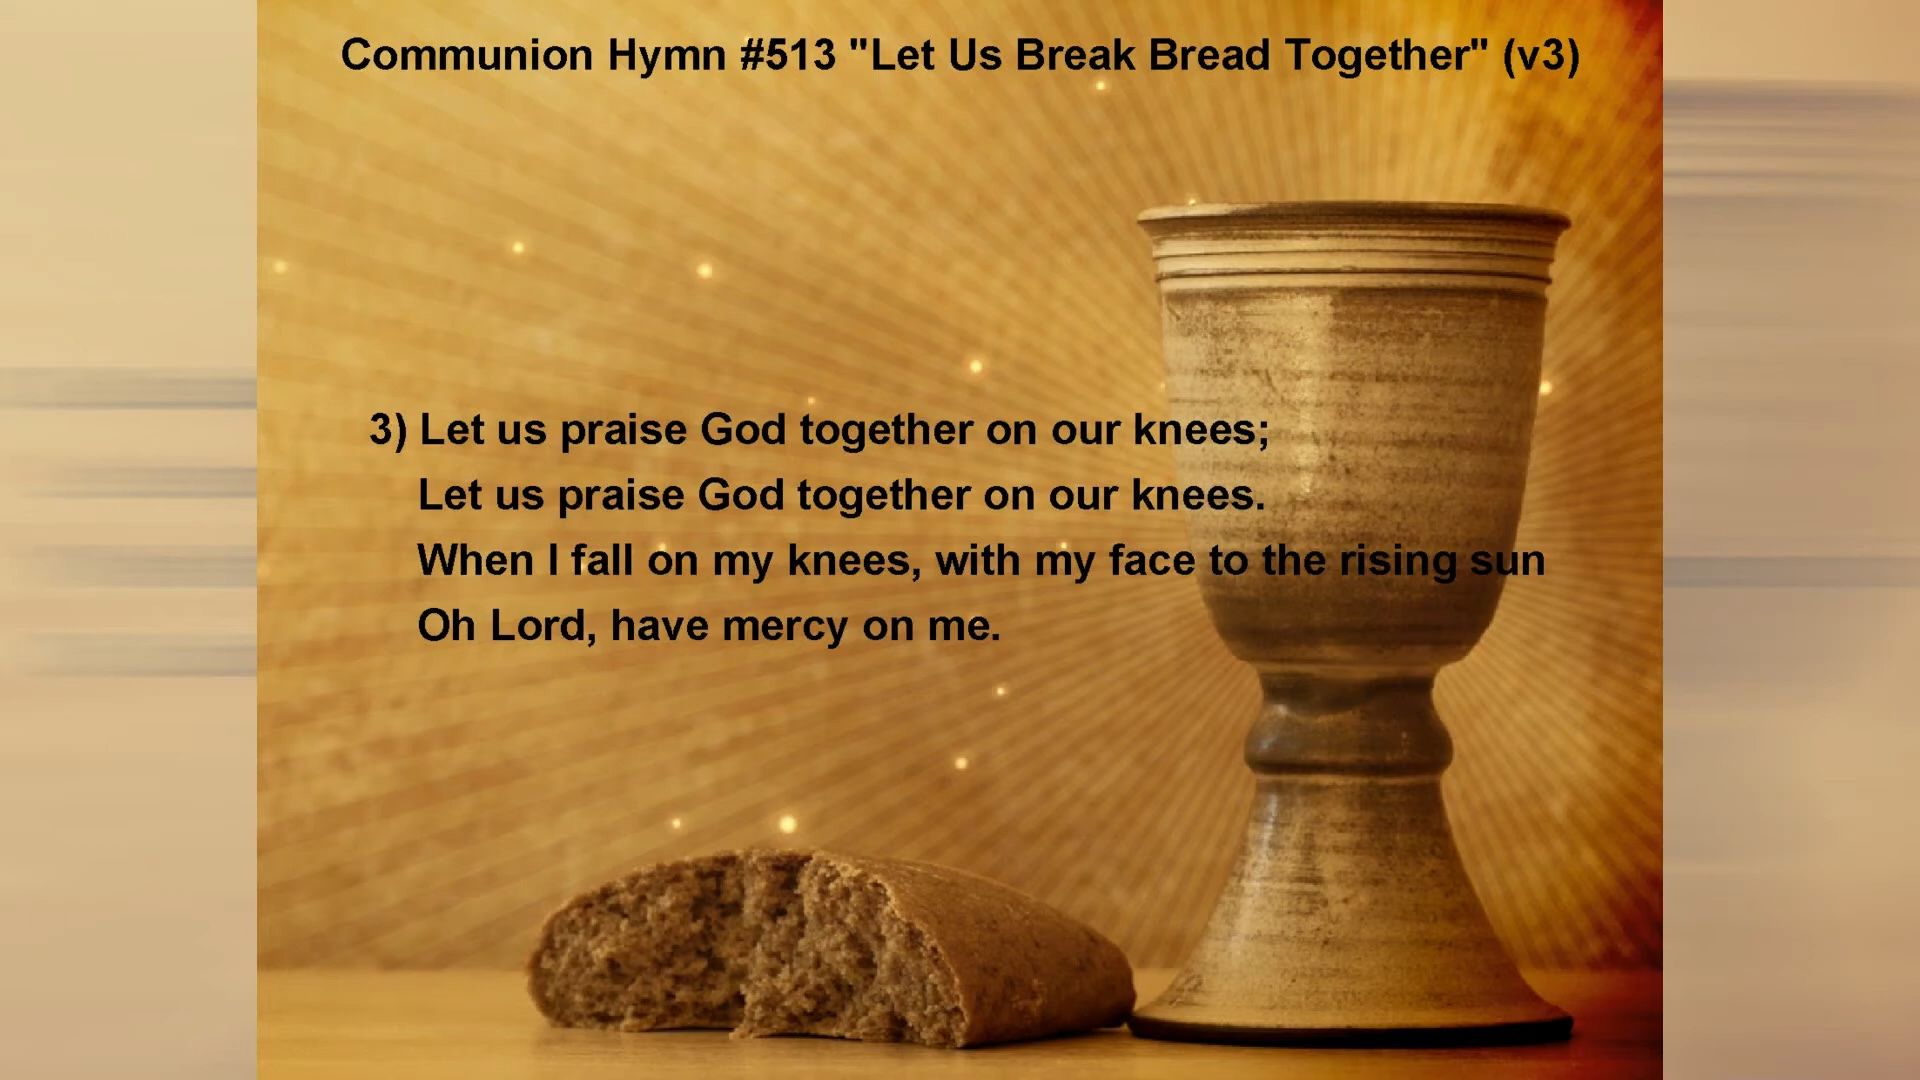 Communion Hymn #513 "Let Us Break Bread Together" (v3)
3) Let us praise God together on our knees;
Let us praise God together on our knees.
When I fall on my knees, with my face to the rising sun
Oh Lord, have mercy on me.